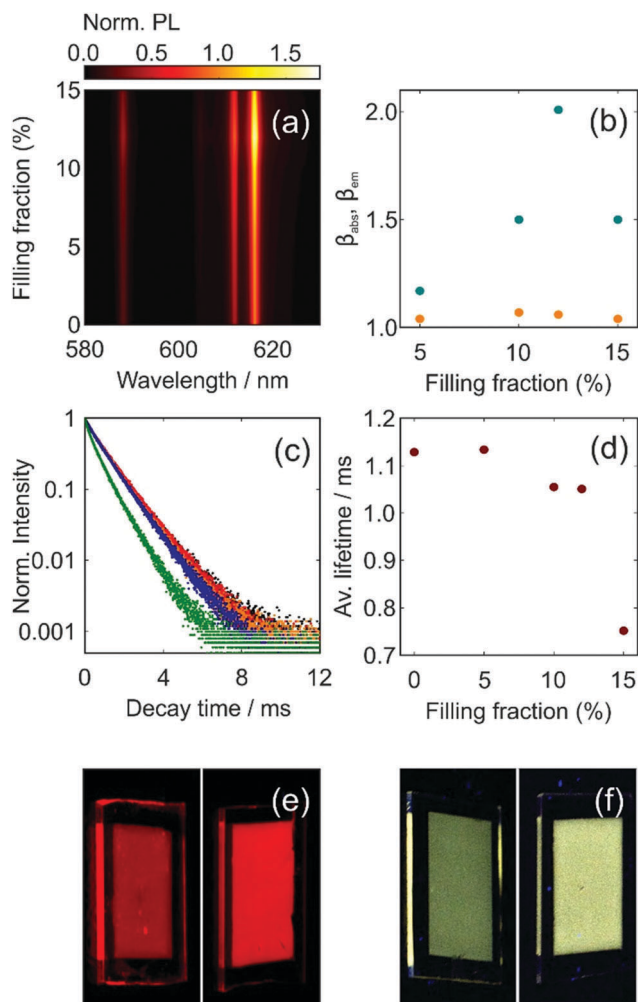 Norm. PL
0.0 0.5 1.0 1.5
(a)
15
10
5
0
Filling fraction (%)
580 600 620
Wavelength / nm
(b)
2.0
1.5
1.0
βabs, βem
5 10 15
Filling fraction (%)
(c)
1
0.1
0.01
0.001
Norm. Intensity
0 4 8 12
Decay time / ms
(d)
1.2
1.1
1.0
0.9
0.8
0.7
Av. lifetime / ms
0 5 10 15
Filling fraction (%)
(e)
(f)